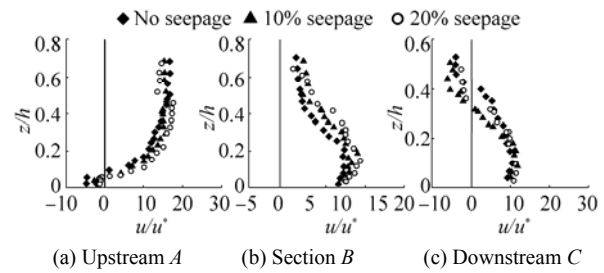 ◆ No seepage ▲ 10% seepage ○ 20% seepage
0.8 0.8 0.8
0.6 0.6 0.6
z/h 0.4 z/h 0.4 z/h 0.4
0.2 0.2 0.2
0 0 0
−10 0 10 20 30 −5 0 5 10 15 20 −10 0 10 20 30
u/u* u/u* u/u*
(a) Upstream A (b) Section B (c) Downstream C